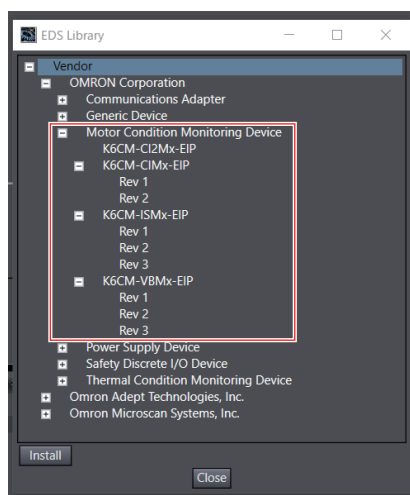 EDS Library
Vendor
OMRON Corporation
Communications Adapter
Generic Device
Motor Condition Monitoring Device
K6CM-CI2Mx-EIP
K6CM-CIMx-EIP
Rev 1
Rev 2
K6CM-ISMx-EIP
Rev 1
Rev 2
Rev 3
K6CM-VBMx-EIP
Rev 1
Rev 2
Rev 3
Power Supply Device
Safety Discrete I/O Device
Thermal Condition Monitoring Device
Omron Adept Technologies, Inc.
Omron Microscan Systems, Inc.
Install
Close